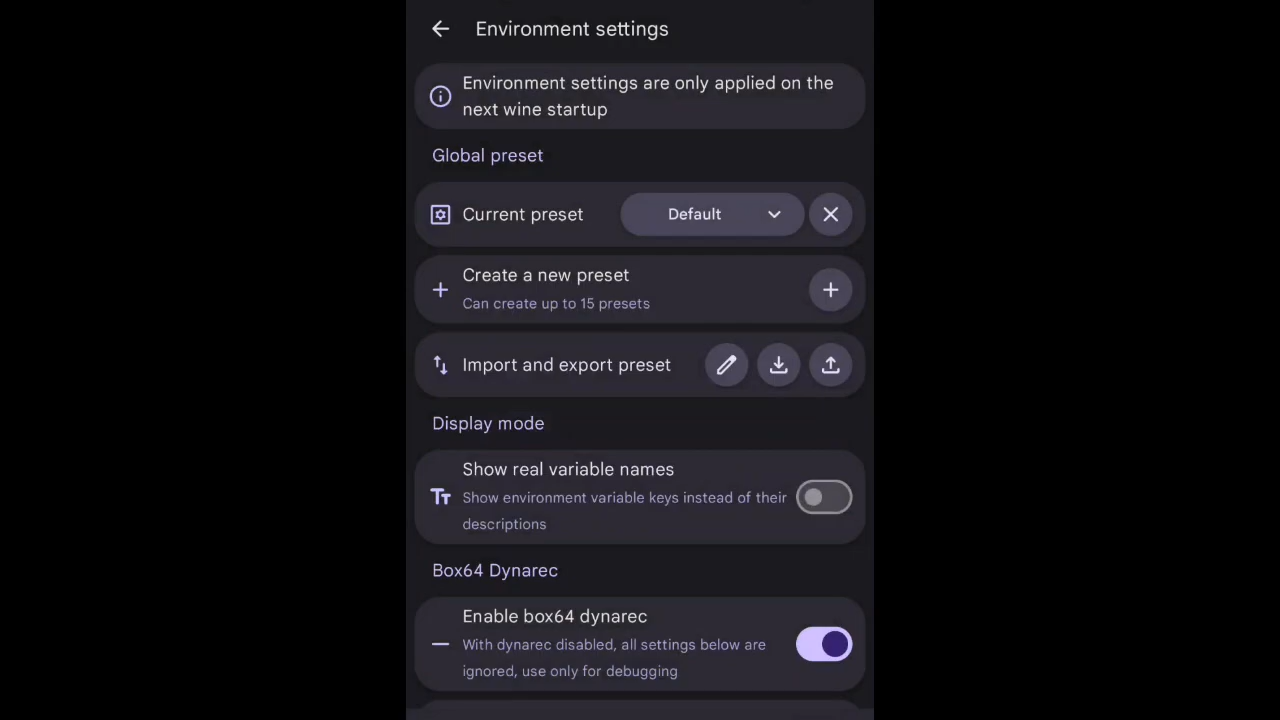 Environment settings
Environment settings are only applied on the
next wine startup
Global preset
Current preset
Default
Create a new preset
Can create up to 15 presets
Import and export preset
Display mode
Show real variable names
Show environment variable keys instead of their
descriptions
Box64 Dynarec
Enable box64 dynarec
With dynarec disabled, all settings below are
ignored, use only for debugging